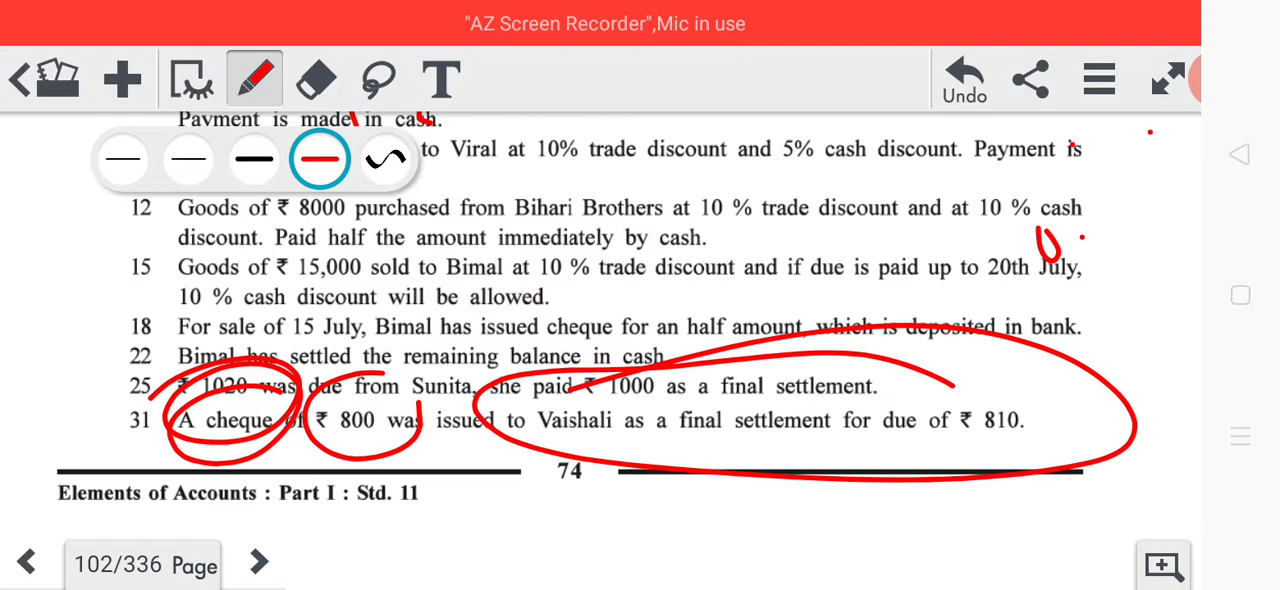 "AZ Screen Recorder",Mic in use
T
Undo
Payment is made in cash.
to Viral at 10% trade discount and 5% cash discount. Payment is
12 Goods of ₹ 8000 purchased from Bihari Brothers at 10 % trade discount and at 10 % cash
discount. Paid half the amount immediately by cash.
15 Goods of ₹ 15,000 sold to Bimal at 10 % trade discount and if due is paid up to 20th July,
10 % cash discount will be allowed.
18 For sale of 15 July, Bimal has issued cheque for an half amount, which is deposited in bank.
22 Bimal has settled the remaining balance in cash.
25 ₹ 1020 was due from Sunita, she paid ₹ 1000 as a final settlement.
31 A cheque of ₹ 800 was issued to Vaishali as a final settlement for due of ₹ 810.
74
Elements of Accounts : Part I : Std. 11
102/336 Page